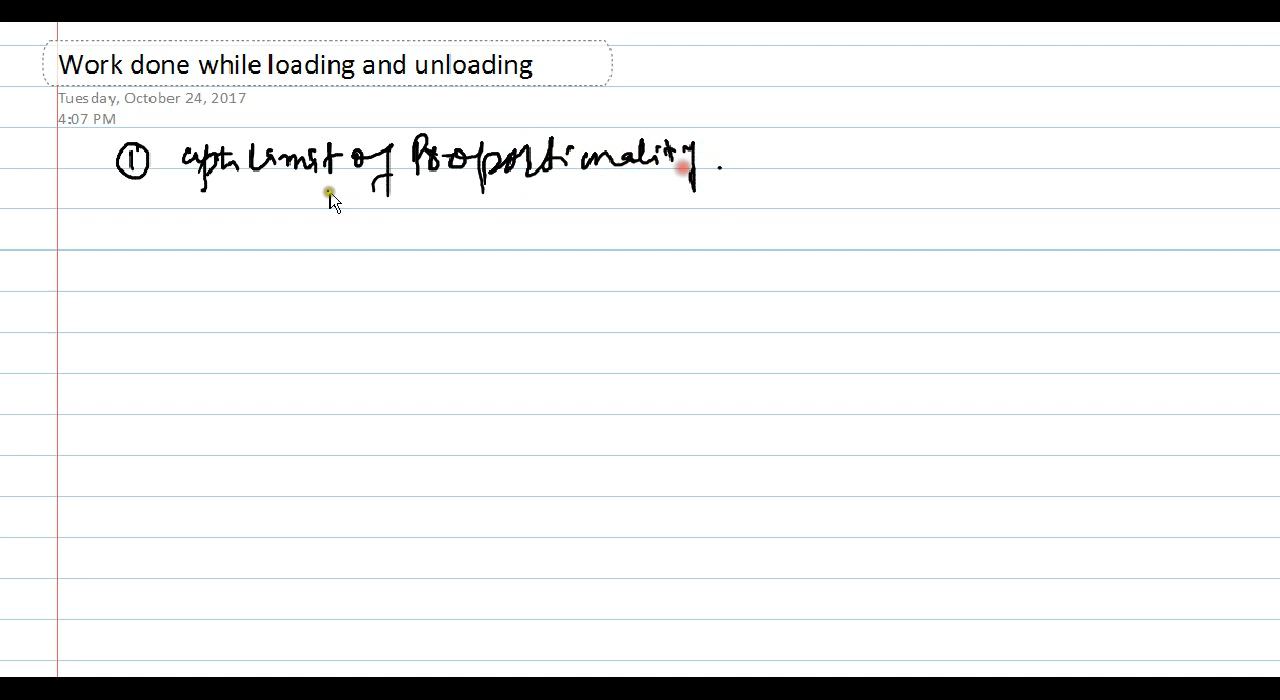 Work done while loading and unloading
Tuesday, October 24, 2017
4:07 PM
① upto Limit of Proportionality.